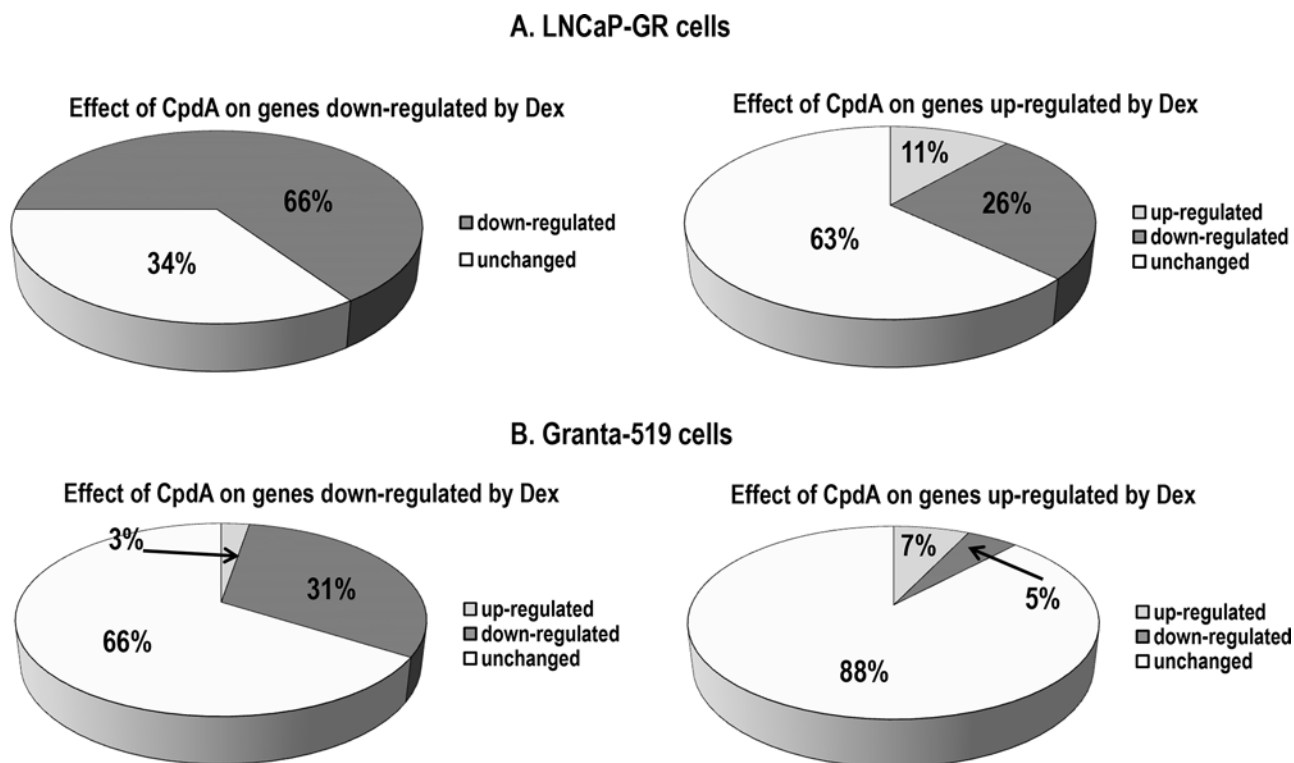 A. LNCaP-GR cells
Effect of CpdA on genes down-regulated by Dex
66%
34%
down-regulated
unchanged
Effect of CpdA on genes up-regulated by Dex
11%
26%
63%
up-regulated
down-regulated
unchanged
B. Granta-519 cells
Effect of CpdA on genes down-regulated by Dex
3%
31%
66%
up-regulated
down-regulated
unchanged
Effect of CpdA on genes up-regulated by Dex
7%
5%
88%
up-regulated
down-regulated
unchanged